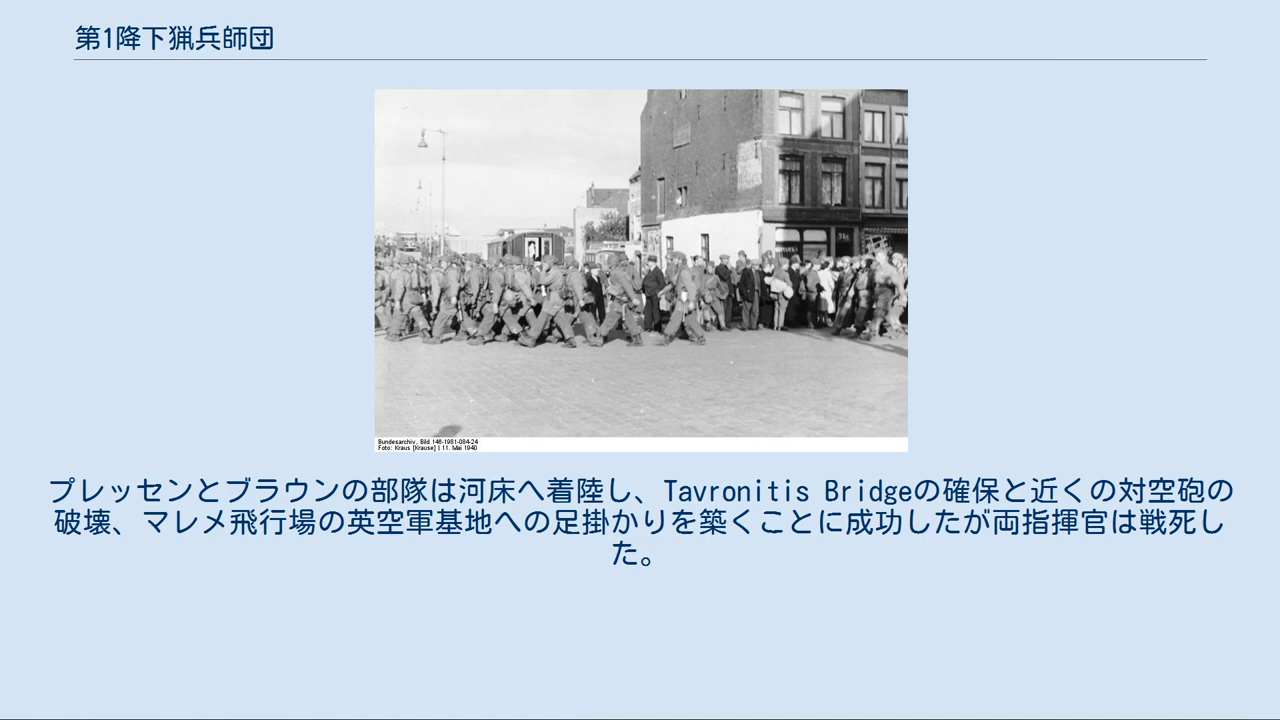 第1降下猟兵師団
Bundesarchiv, Bild 146-1981-084-24
Foto: Kraus [Krause] | 11. Mai 1940
プレッセンとブラウンの部隊は河床へ着陸し、Tavronitis Bridgeの確保と近くの対空砲の
破壊、マレメ飛行場の英空軍基地への足掛かりを築くことに成功したが両指揮官は戦死し
た。